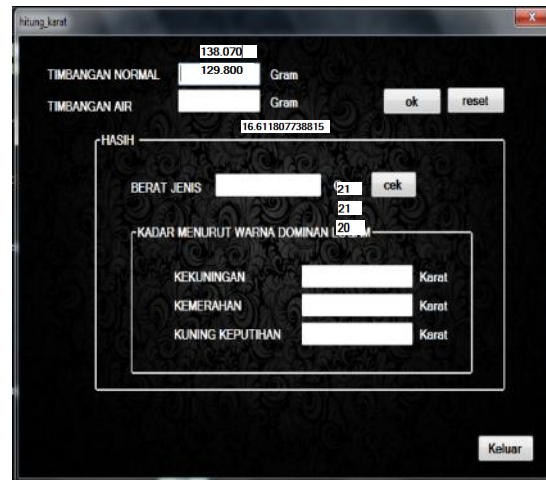 hitung_karat
138.070
TIMBANGAN NORMAL 129.800 Gram
TIMBANGAN AIR Gram ok reset
16.611807738815
HASIH
BERAT JENIS 21 cek
21
KADAR MENURUT WARNA DOMINAN 20
KEKUNINGAN Karat
KEMERAHAN Karat
KUNING KEPUTIHAN Karat
Keluar